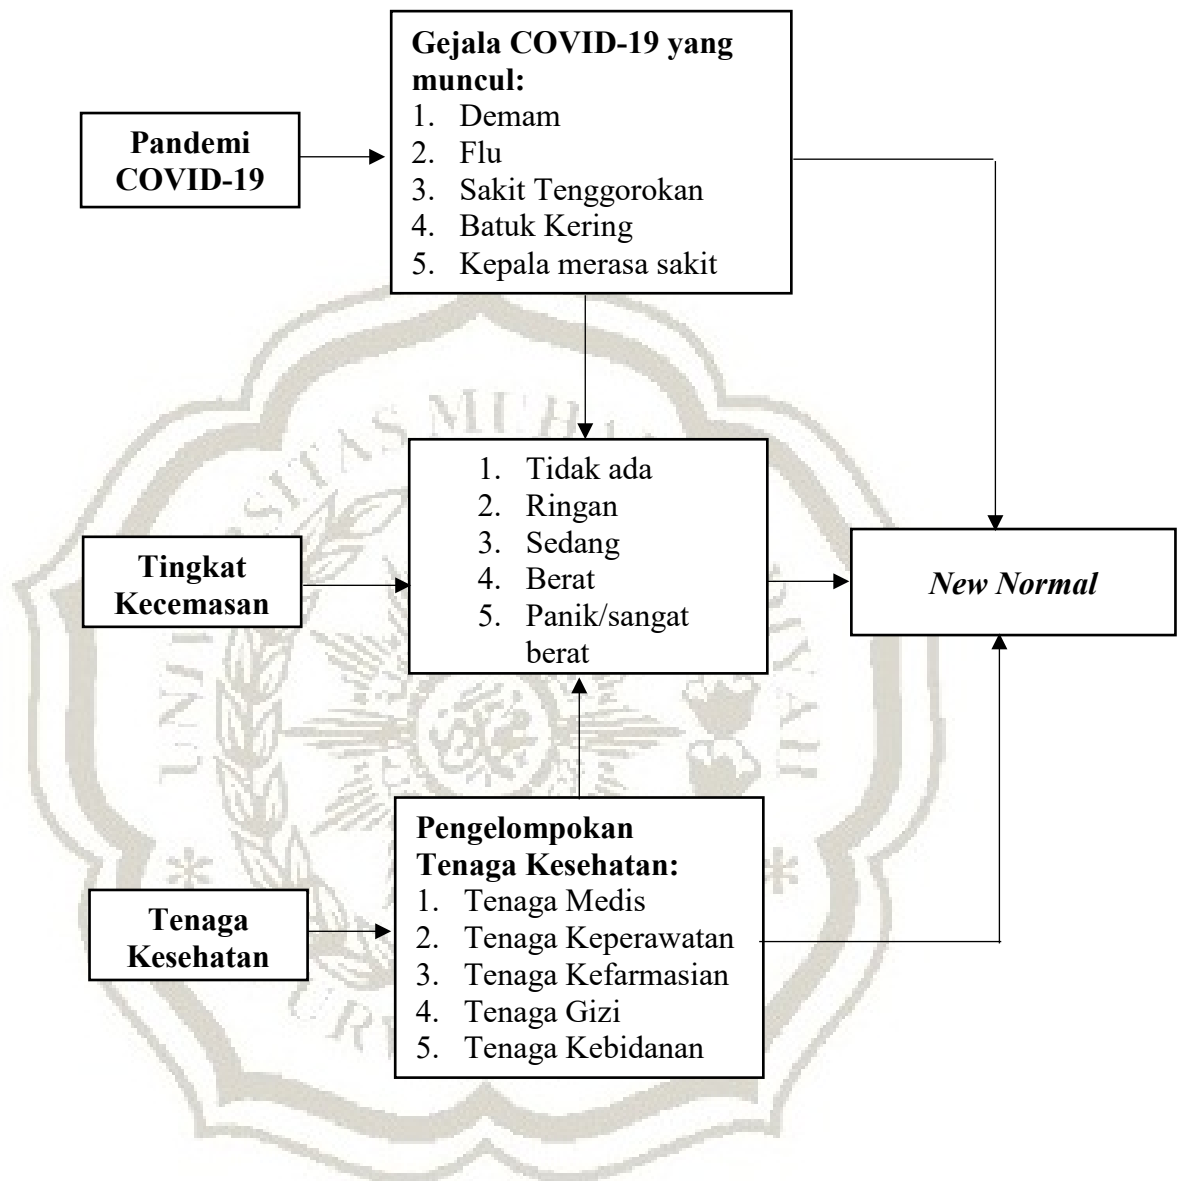 Gejala COVID-19 yang
muncul:
1. Demam
2. Flu
3. Sakit Tenggorokan
4. Batuk Kering
5. Kepala merasa sakit
Pandemi
COVID-19
1. Tidak ada
2. Ringan
3. Sedang
4. Berat
5. Panik/sangat
berat
Tingkat
Kecemasan
New Normal
Pengelompokan
Tenaga Kesehatan:
1. Tenaga Medis
2. Tenaga Keperawatan
3. Tenaga Kefarmasian
4. Tenaga Gizi
5. Tenaga Kebidanan
Tenaga
Kesehatan